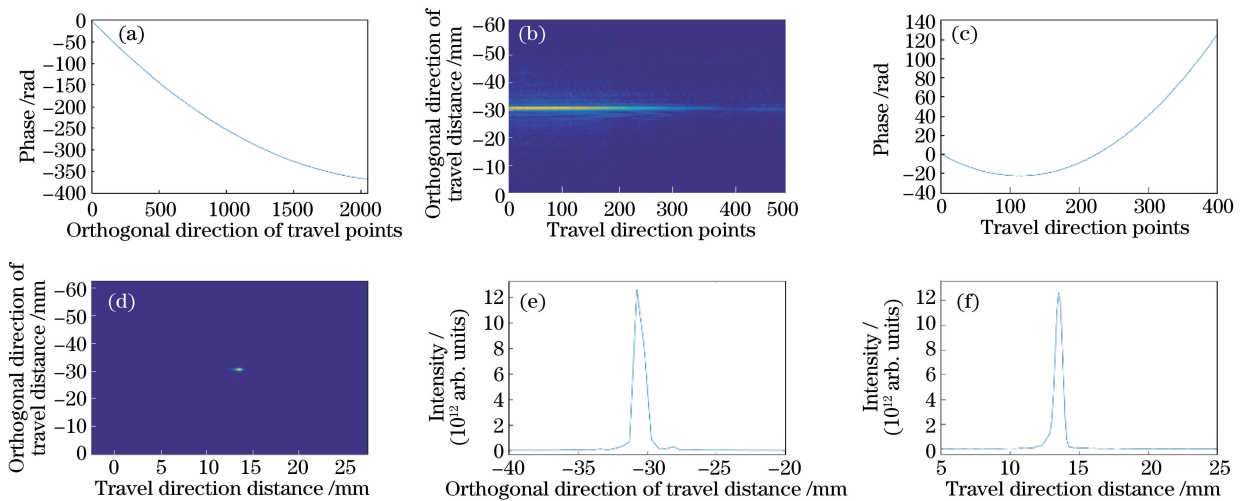 (a)
Phase /rad
0
−50
−100
−150
−200
−250
−300
−350
−400
0 500 1000 1500 2000
Orthogonal direction of travel points
(b)
Orthogonal direction of
travel distance /mm
−60
−50
−40
−30
−20
−10
0
0 100 200 300 400 500
Travel direction points
(c)
Phase /rad
140
120
100
80
60
40
20
0
−20
−40
0 100 200 300 400
Travel direction points
(d)
Orthogonal direction of
travel distance /mm
−60
−50
−40
−30
−20
−10
0
0 5 10 15 20 25
Travel direction distance /mm
(e)
Intensity /
(10¹² arb. units)
12
10
8
6
4
2
0
−40 −35 −30 −25 −20
Orthogonal direction of travel distance /mm
(f)
Intensity /
(10¹² arb. units)
12
10
8
6
4
2
0
5 10 15 20 25
Travel direction distance /mm